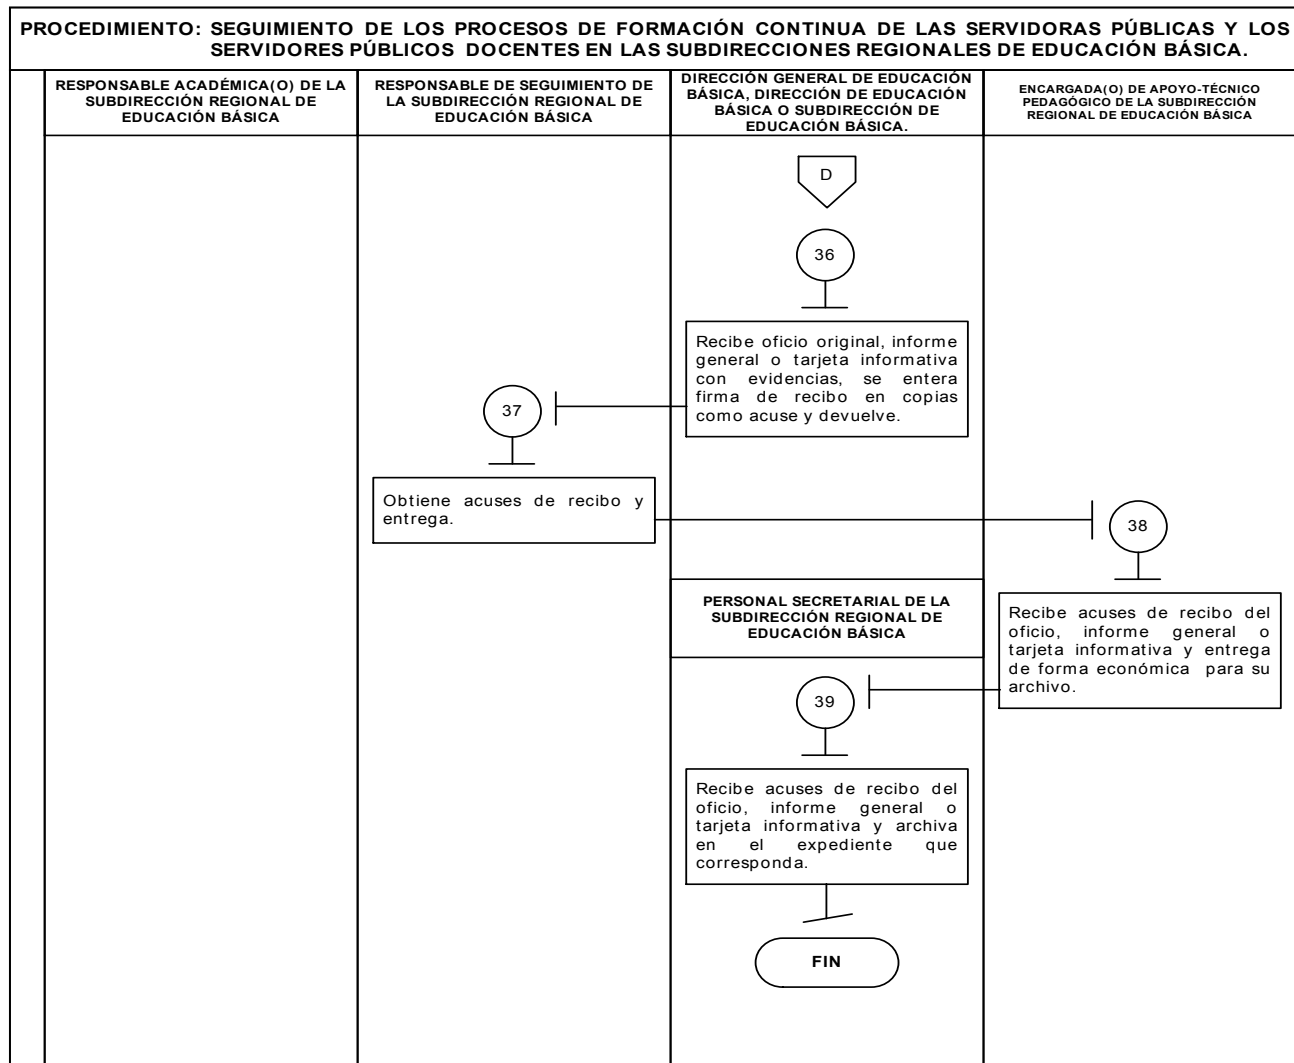 PROCEDIMIENTO: SEGUIMIENTO DE LOS PROCESOS DE FORMACIÓN CONTINUA DE LAS SERVIDORAS PÚBLICAS Y LOS
SERVIDORES PÚBLICOS DOCENTES EN LAS SUBDIRECCIONES REGIONALES DE EDUCACIÓN BÁSICA.
RESPONSABLE ACADÉMICA(O) DE LA
SUBDIRECCIÓN REGIONAL DE
EDUCACIÓN BÁSICA
RESPONSABLE DE SEGUIMIENTO DE
LA SUBDIRECCIÓN REGIONAL DE
EDUCACIÓN BÁSICA
DIRECCIÓN GENERAL DE EDUCACIÓN
BÁSICA, DIRECCIÓN DE EDUCACIÓN
BÁSICA O SUBDIRECCIÓN DE
EDUCACIÓN BÁSICA.
ENCARGADA(O) DE APOYO-TÉCNICO
PEDAGÓGICO DE LA SUBDIRECCIÓN
REGIONAL DE EDUCACIÓN BÁSICA
D
36
Recibe oficio original, informe
general o tarjeta informativa
con evidencias, se entera
firma de recibo en copias
como acuse y devuelve.
37
Obtiene acuses de recibo y
entrega.
38
Recibe acuses de recibo del
oficio, informe general o
tarjeta informativa y entrega
de forma económica para su
archivo.
PERSONAL SECRETARIAL DE LA
SUBDIRECCIÓN REGIONAL DE
EDUCACIÓN BÁSICA
39
Recibe acuses de recibo del
oficio, informe general o
tarjeta informativa y archiva
en el expediente que
corresponda.
FIN